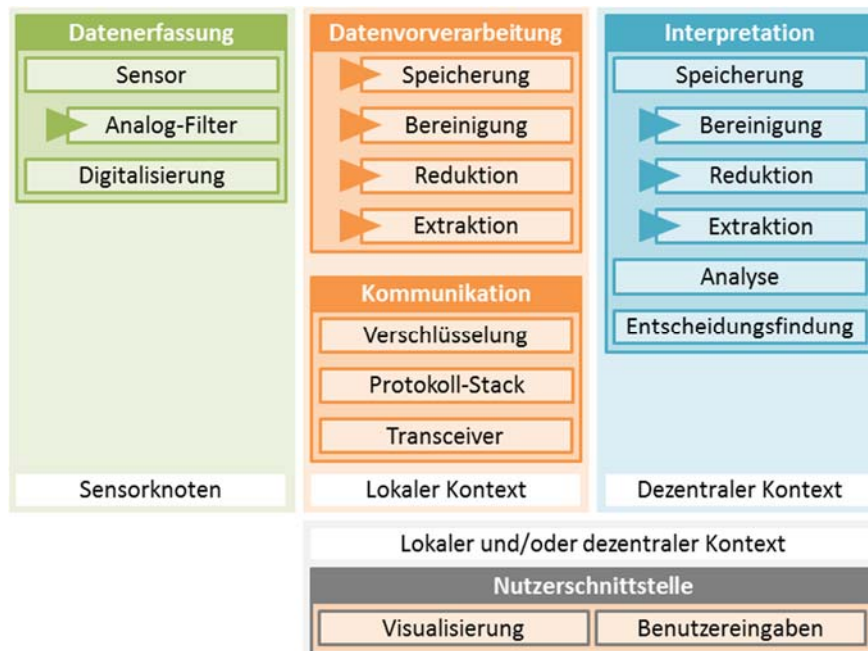 Datenerfassung
Sensor
Analog-Filter
Digitalisierung
Sensorknoten
Datenvorverarbeitung
Speicherung
Bereinigung
Reduktion
Extraktion
Kommunikation
Verschlüsselung
Protokoll-Stack
Transceiver
Lokaler Kontext
Interpretation
Speicherung
Bereinigung
Reduktion
Extraktion
Analyse
Entscheidungsfindung
Dezentraler Kontext
Lokaler und/oder dezentraler Kontext
Nutzerschnittstelle
Visualisierung
Benutzereingaben